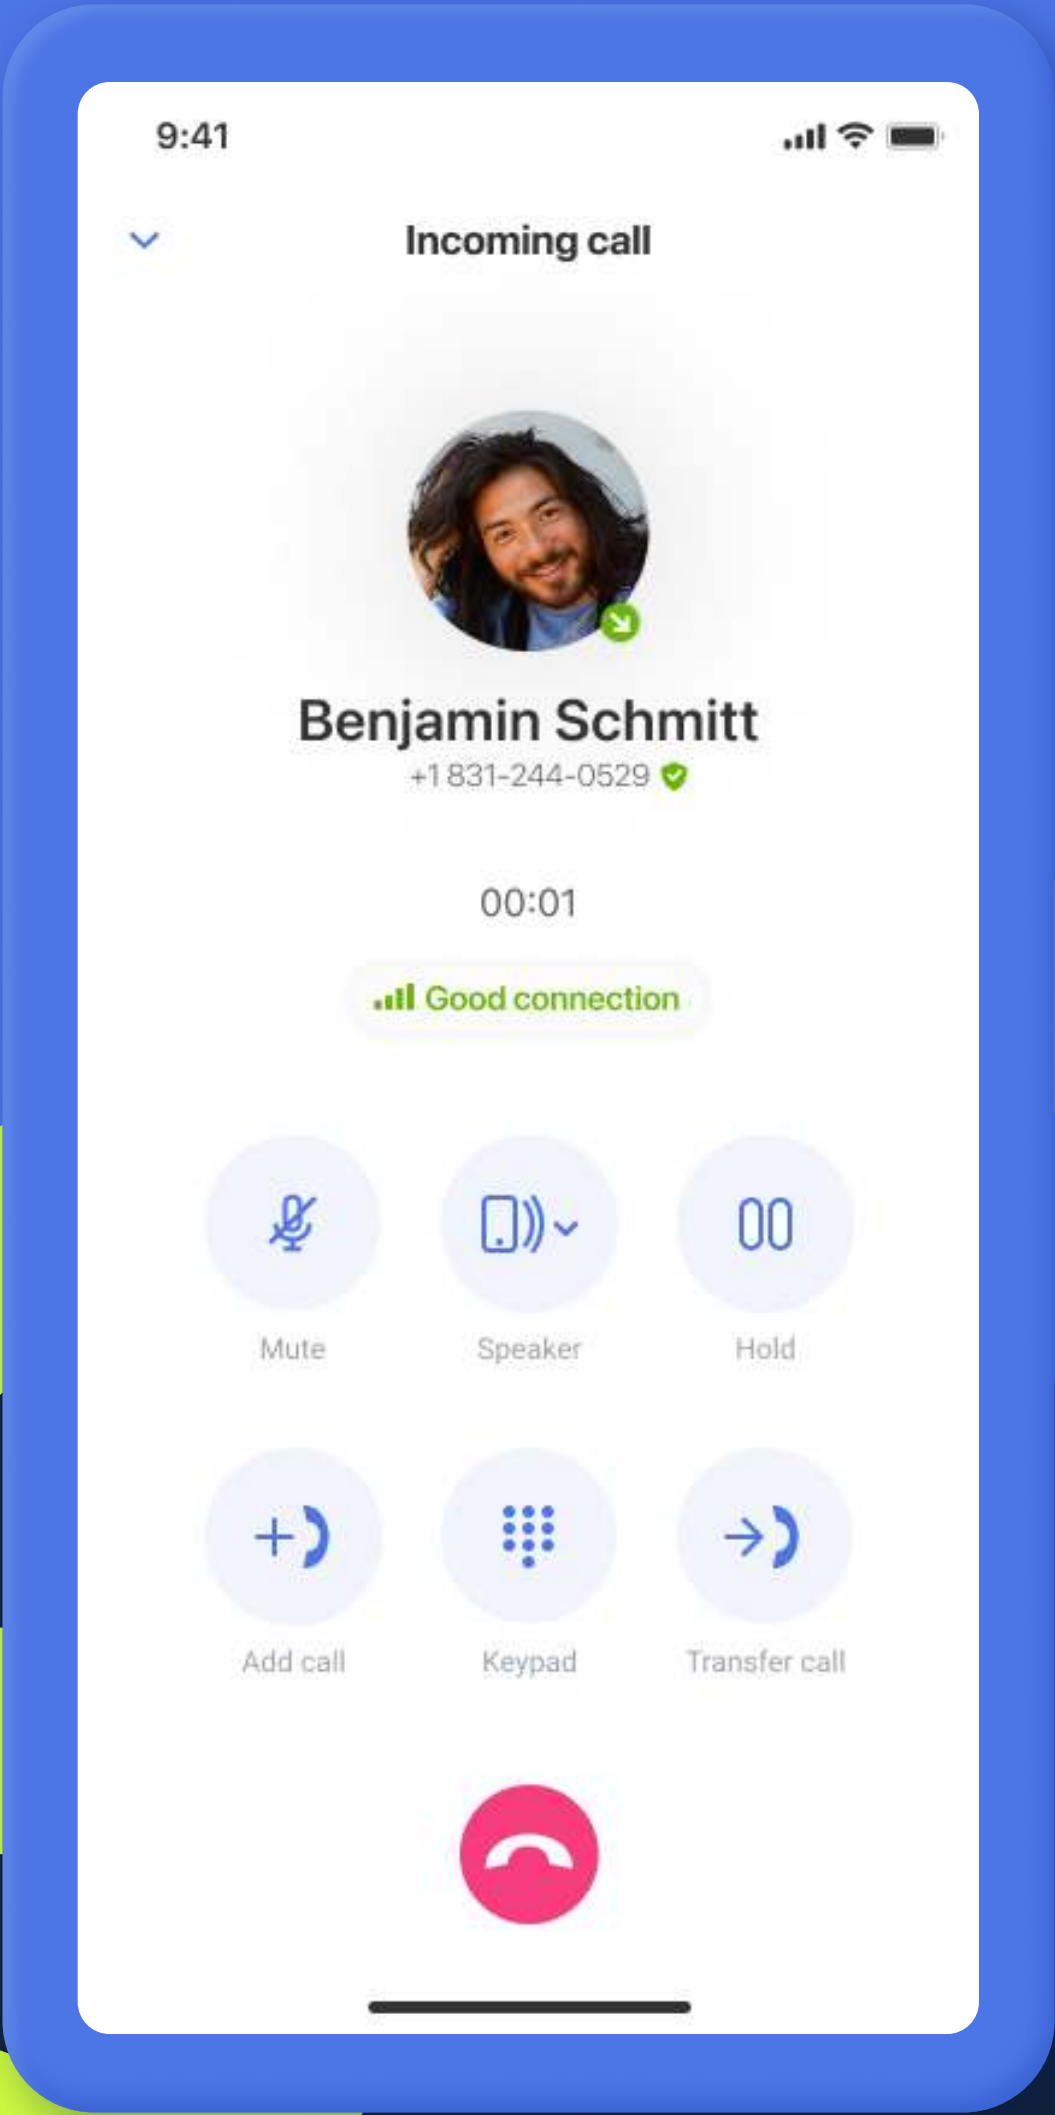 9:41
Incoming call
Benjamin Schmitt
+1 831-244-0529
00:01
Good connection
Mute Speaker Hold
Add call Keypad Transfer call